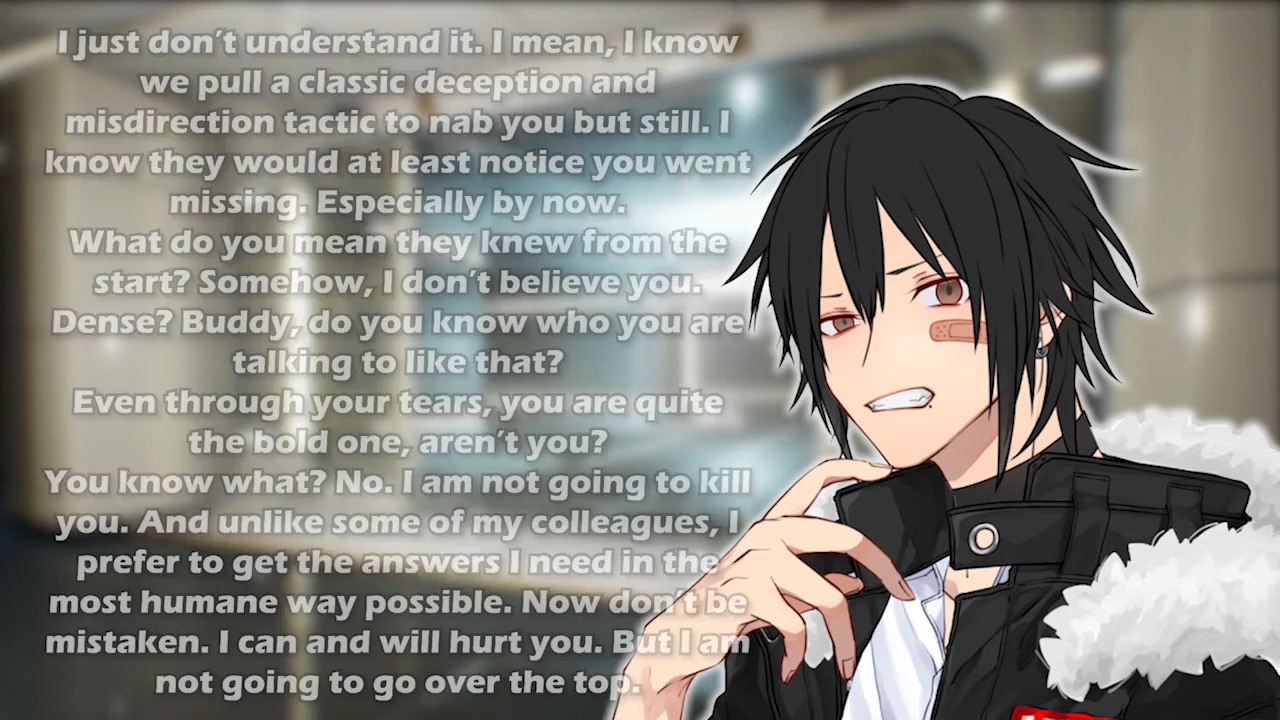 I just don't understand it. I mean, I know
we pull a classic deception and
misdirection tactic to nab you but still. I
know they would at least notice you went
missing. Especially by now.
What do you mean they knew from the
start? Somehow, I don't believe you.
Dense? Buddy, do you know who you are
talking to like that?
Even through your tears, you are quite
the bold one, aren't you?
You know what? No. I am not going to kill
you. And unlike some of my colleagues, I
prefer to get the answers I need in the
most humane way possible. Now don't be
mistaken. I can and will hurt you. But I am
not going to go over the top.